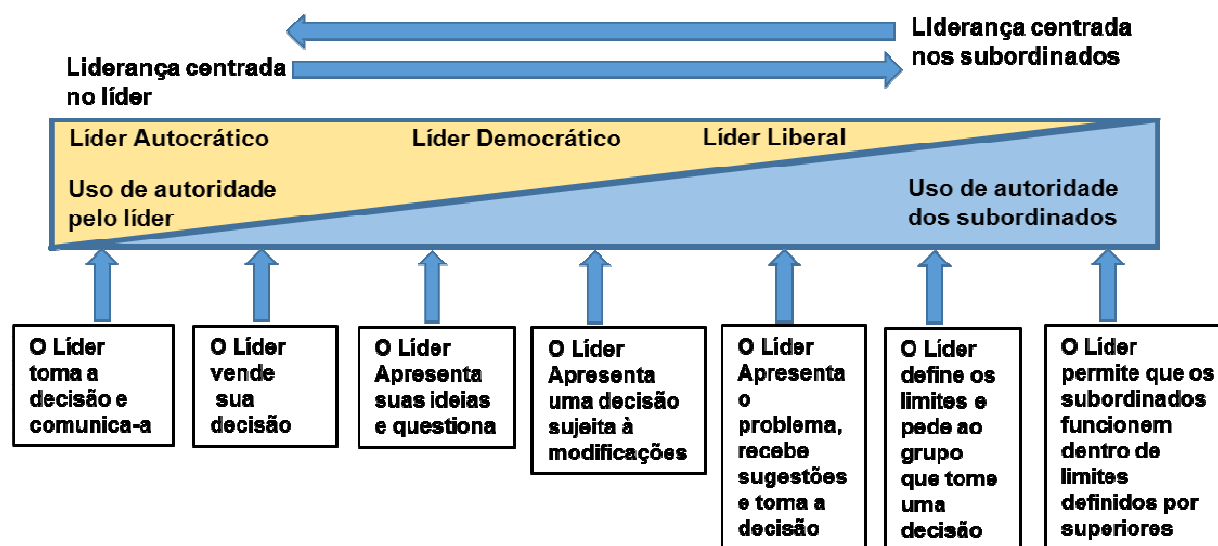 Liderança centrada
nos subordinados
Liderança centrada
no líder
Líder Autocrático
Líder Democrático
Líder Liberal
Uso de autoridade
pelo líder
Uso de autoridade
dos subordinados
O Líder
toma a
decisão e
comunica-a
O Líder
vende
sua
decisão
O Líder
Apresenta
suas ideias
e questiona
O Líder
Apresenta
uma decisão
sujeita à
modificações
O Líder
Apresenta
o
problema,
recebe
sugestões
e toma a
decisão
O Líder
define os
limites e
pede ao
grupo
que tome
uma
decisão
O Líder
permite que os
subordinados
funcionem
dentro de
limites
definidos por
superiores